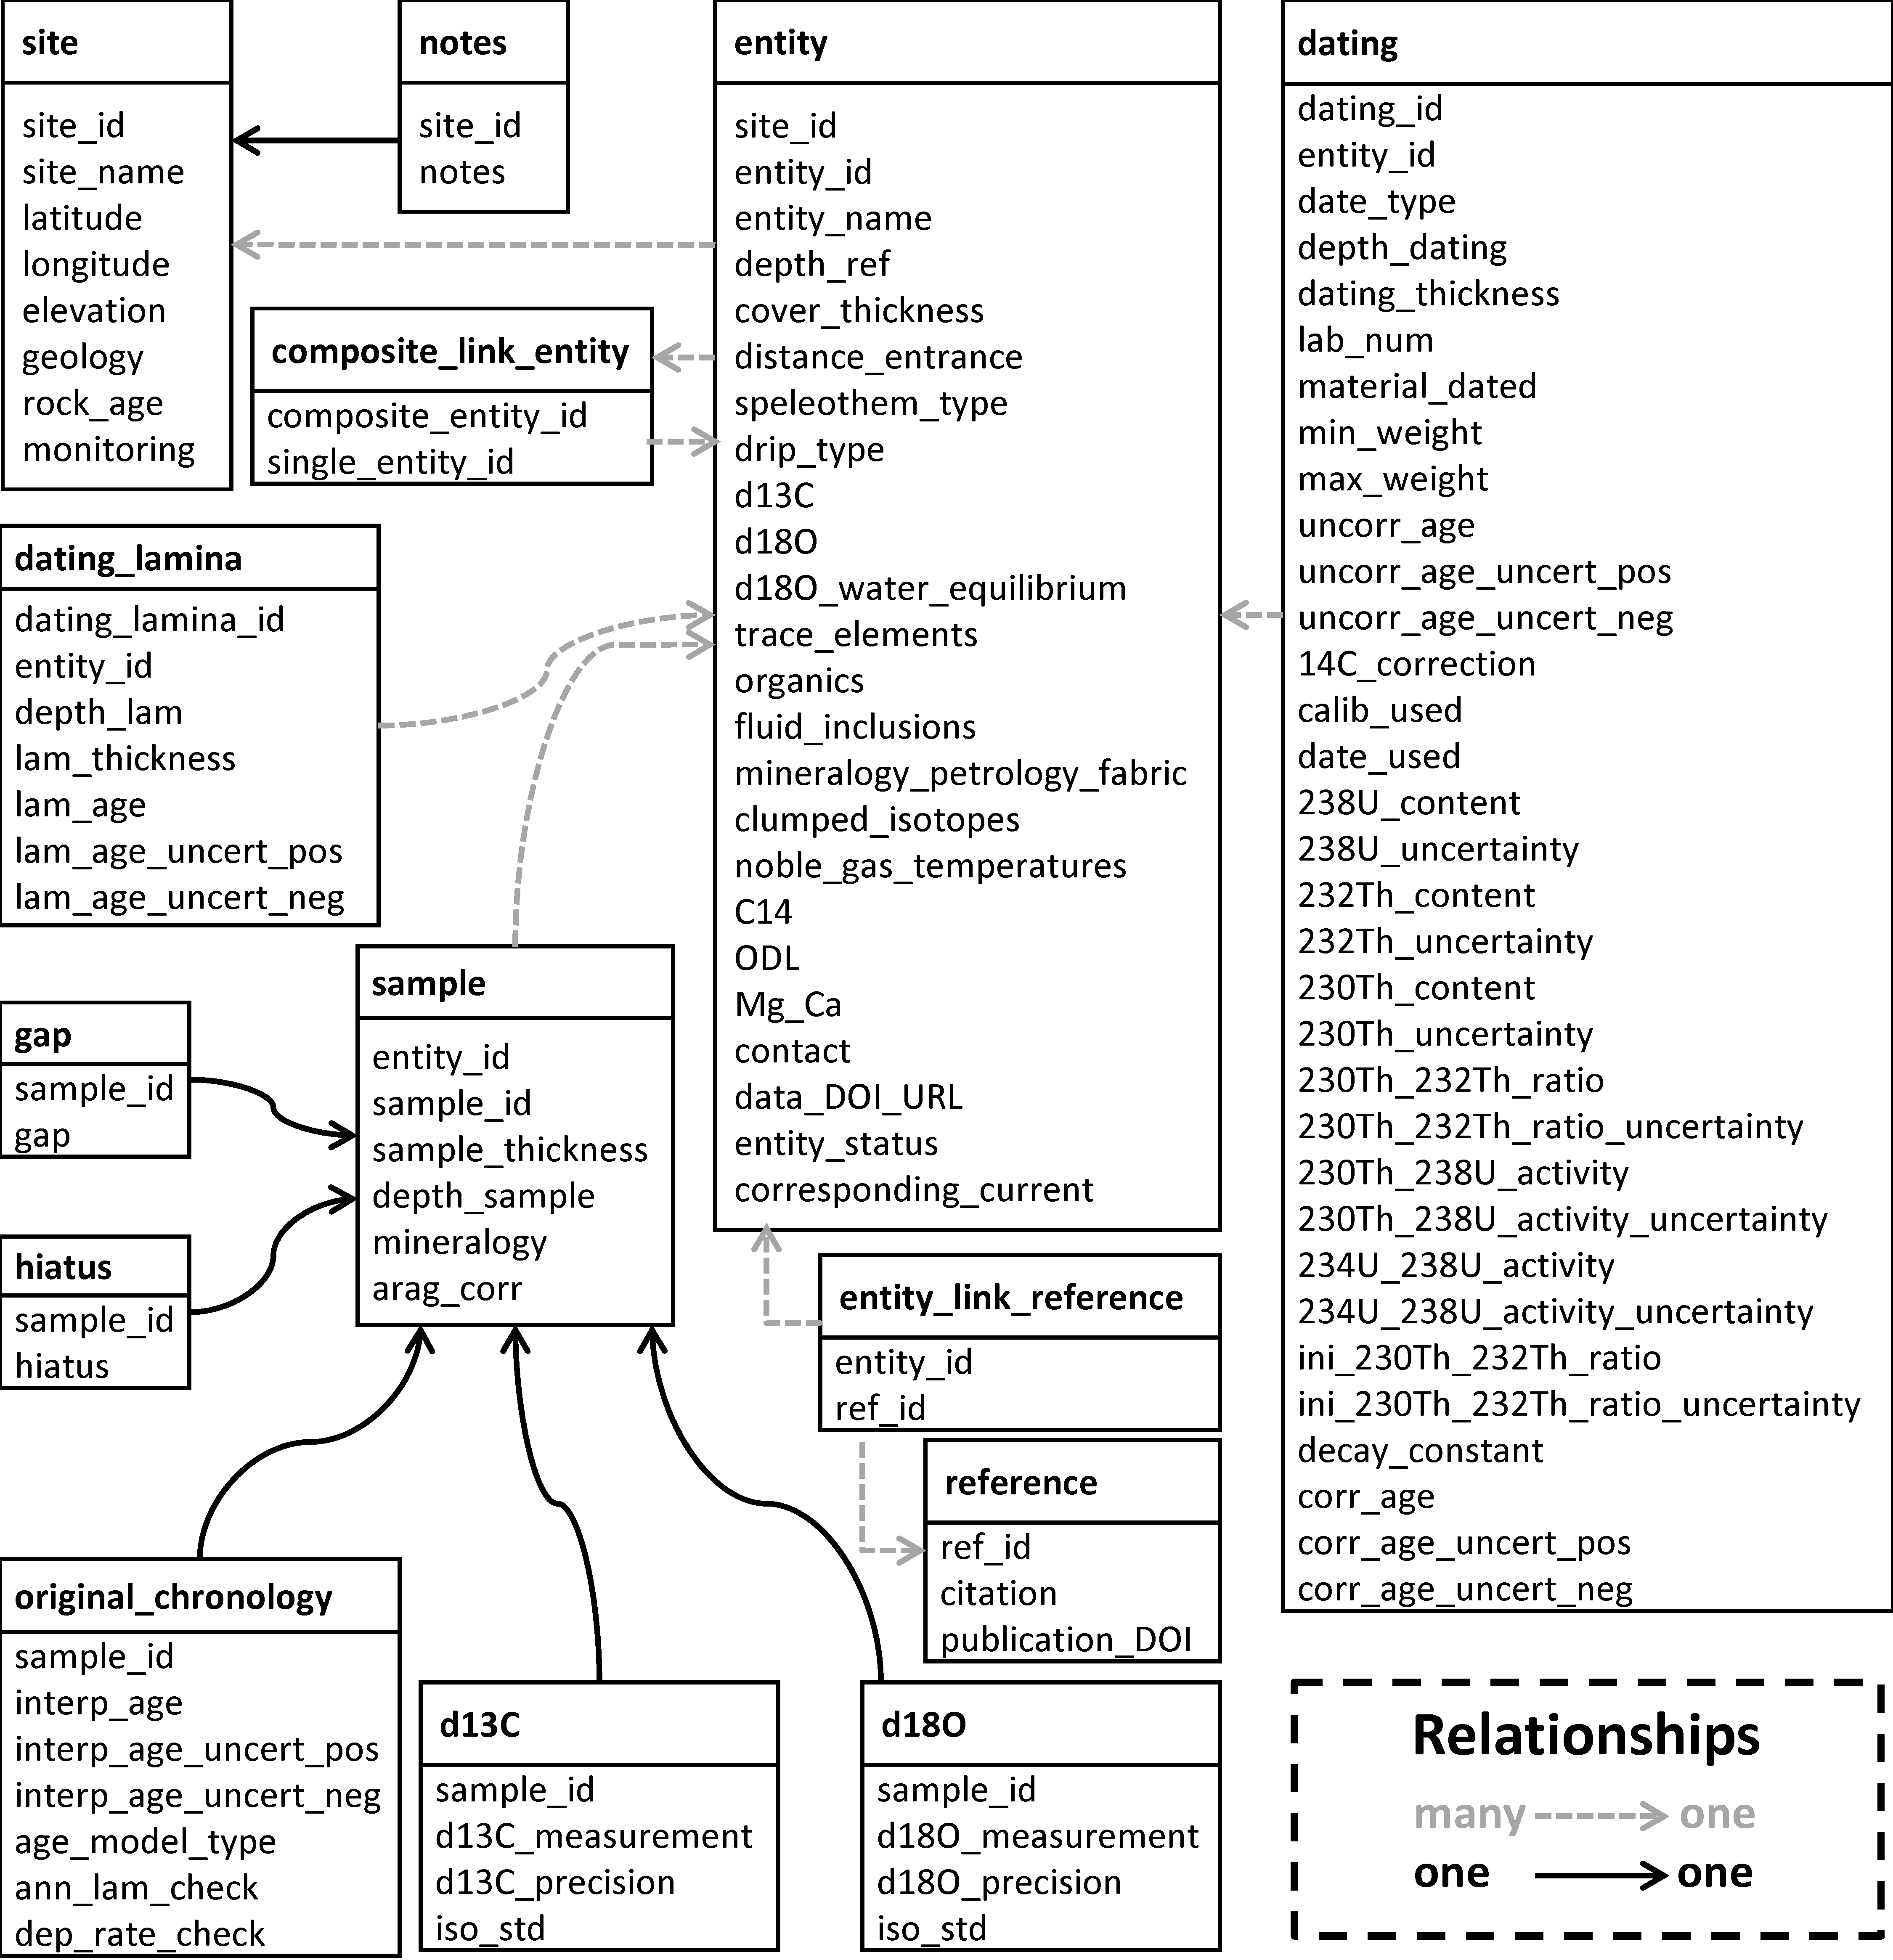 site
site_id
site_name
latitude
longitude
elevation
geology
rock_age
monitoring
notes
site_id
notes
entity
site_id
entity_id
entity_name
depth_ref
cover_thickness
distance_entrance
speleothem_type
drip_type
d13C
d18O
d18O_water_equilibrium
trace_elements
organics
fluid_inclusions
mineralogy_petrology_fabric
clumped_isotopes
noble_gas_temperatures
C14
ODL
Mg_Ca
contact
data_DOI_URL
entity_status
corresponding_current
dating
dating_id
entity_id
date_type
depth_dating
dating_thickness
lab_num
material_dated
min_weight
max_weight
uncorr_age
uncorr_age_uncert_pos
uncorr_age_uncert_neg
14C_correction
calib_used
date_used
238U_content
238U_uncertainty
232Th_content
232Th_uncertainty
230Th_content
230Th_uncertainty
230Th_232Th_ratio
230Th_232Th_ratio_uncertainty
230Th_238U_activity
230Th_238U_activity_uncertainty
234U_238U_activity
234U_238U_activity_uncertainty
ini_230Th_232Th_ratio
ini_230Th_232Th_ratio_uncertainty
decay_constant
corr_age
corr_age_uncert_pos
corr_age_uncert_neg
composite_link_entity
composite_entity_id
single_entity_id
dating_lamina
dating_lamina_id
entity_id
depth_lam
lam_thickness
lam_age
lam_age_uncert_pos
lam_age_uncert_neg
sample
entity_id
sample_id
sample_thickness
depth_sample
mineralogy
arag_corr
gap
sample_id
gap
hiatus
sample_id
hiatus
entity_link_reference
entity_id
ref_id
reference
ref_id
citation
publication_DOI
original_chronology
sample_id
interp_age
interp_age_uncert_pos
interp_age_uncert_neg
age_model_type
ann_lam_check
dep_rate_check
d13C
sample_id
d13C_measurement
d13C_precision
iso_std
d18O
sample_id
d18O_measurement
d18O_precision
iso_std
Relationships
many one
one one